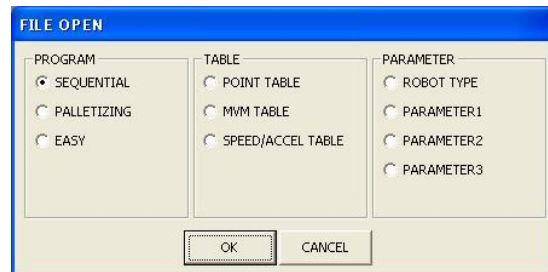 FILE OPEN
PROGRAM
SEQUENTIAL
PALLETIZING
EASY
TABLE
POINT TABLE
MVM TABLE
SPEED/ACCEL TABLE
PARAMETER
ROBOT TYPE
PARAMETER1
PARAMETER2
PARAMETER3
OK
CANCEL